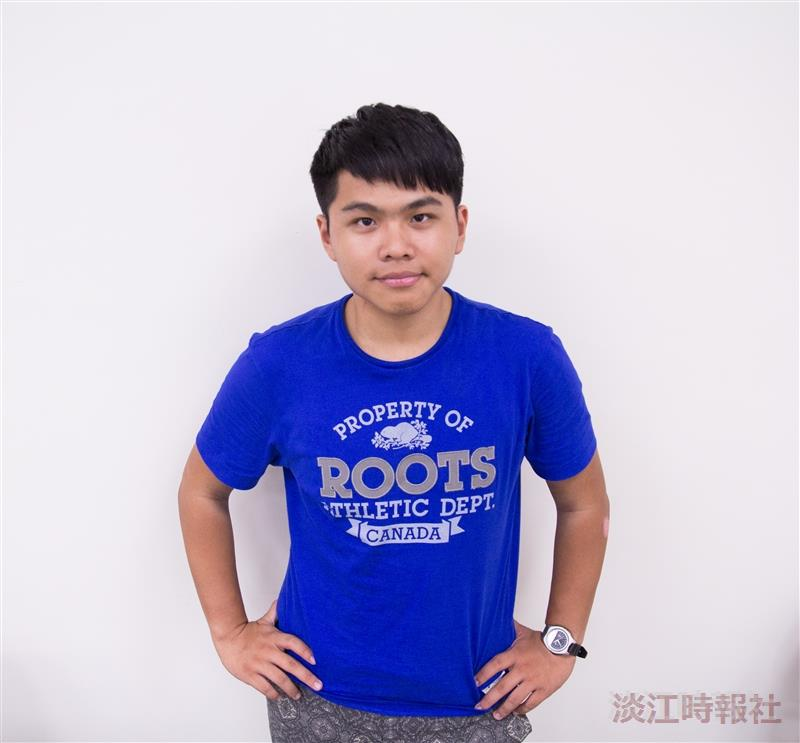 PROPERTY OF
ROOTS
ATHLETIC DEPT.
CANADA
淡江時報社